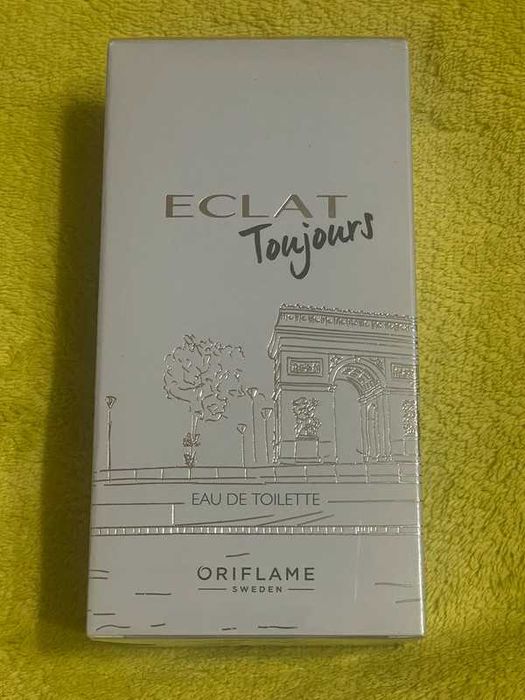 ECLAT
Toujours
EAU DE TOILETTE
ORIFLAME
SWEDEN